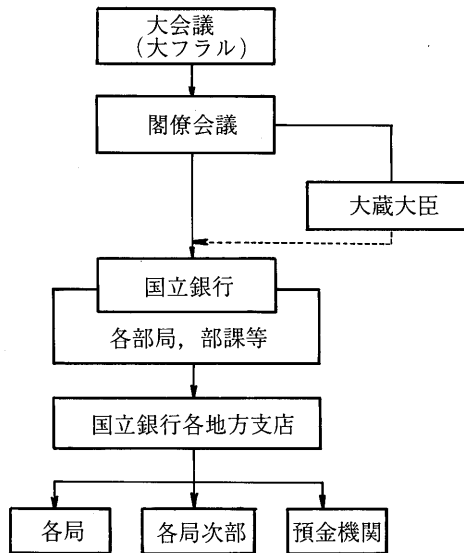 大会議
(大フラル)
閣僚会議
大蔵大臣
国立銀行
各部局，部課等
国立銀行各地方支店
各局
各局次部
預金機関